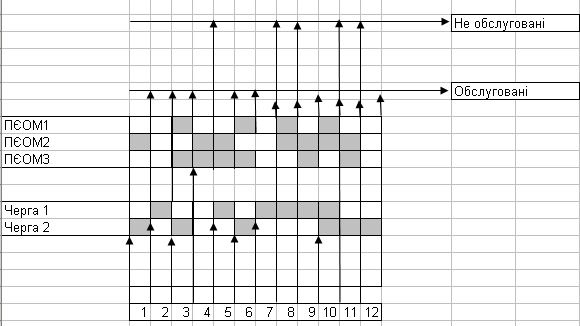 Не обслуговані
Обслуговані
ПЄОМ1
ПЄОМ2
ПЄОМ3
Черга 1
Черга 2
1 2 3 4 5 6 7 8 9 10 11 12